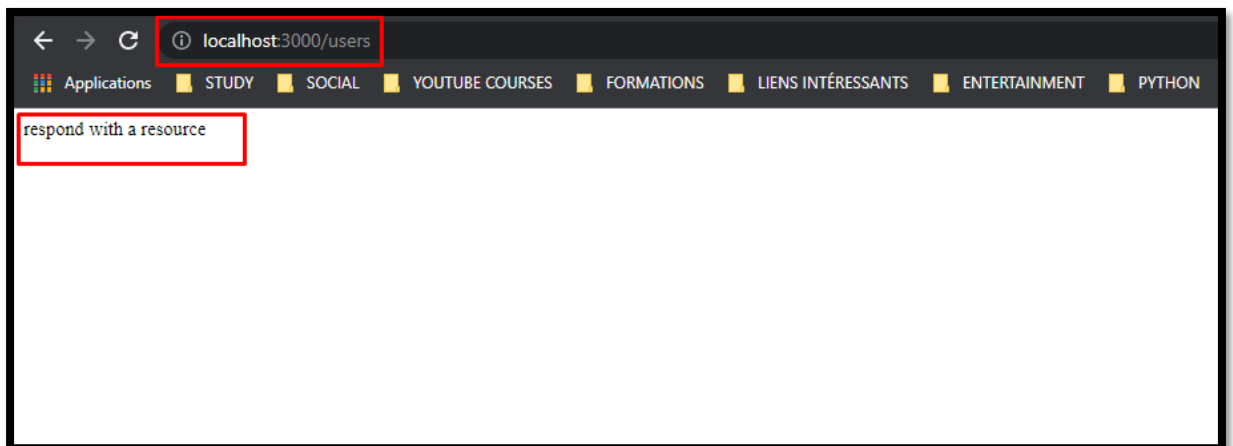 localhost:3000/users
Applications STUDY SOCIAL YOUTUBE COURSES FORMATIONS LIENS INTÉRESSANTS ENTERTAINMENT PYTHON
respond with a resource